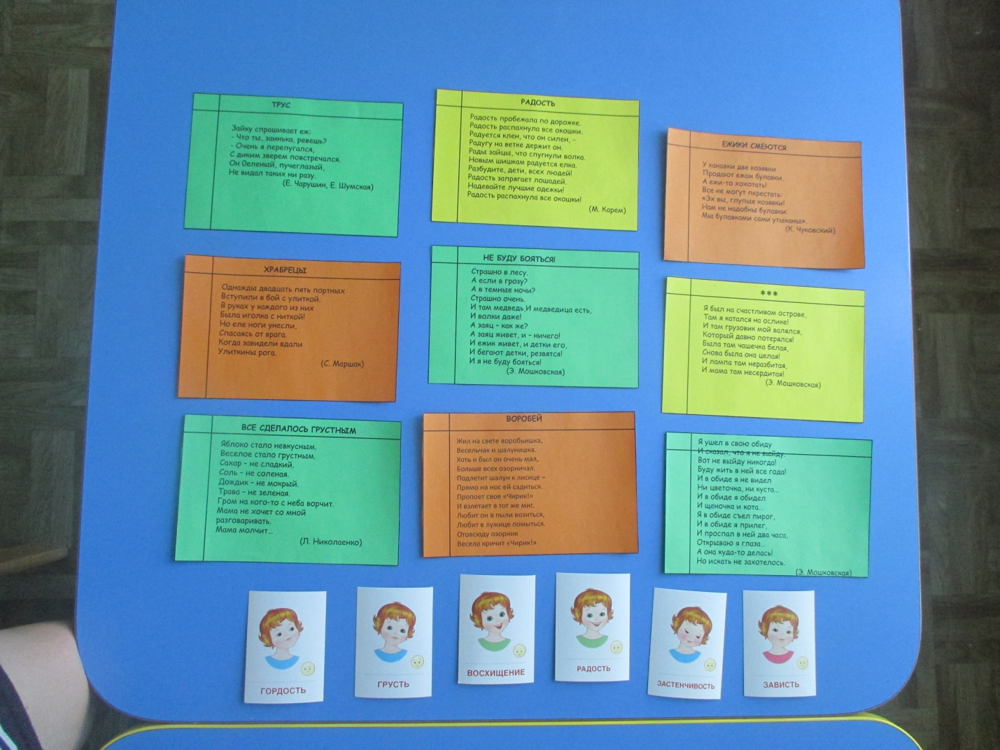 ТРУС
Зайку спрашивает еж:
- Что ты, заинька, ревешь?
- Очень я перепугался,
С диким зверем повстречался.
Он 0еленый, пучеглазый,
Не видал таких ни разу.
(Е. Чарушин, Е. Шумская)
РАДОСТЬ
Радость пробежала по дорожке.
Радость распахнула все окошки.
Радуется клен, что он силен, -
Радугу на ветке держит он.
Рады зайцы, что спугнули волка.
Новым шишкам радуется елка.
Разбудите, дети, всех людей!
Радость запрягает лошадей.
Надевайте лучшие одежки!
Радость распахнула все окошки!
(М. Карем)
ЕЖИКИ СМЕЮТСЯ
У канавки две козявки
Продают ежам булавки.
А ежи-то хохотать!
Все не могут перестать:
«Эх вы, глупые козявки!
Нам не надобны булавки:
Мы булавками сами утыканы».
(К. Чуковский)
ХРАБРЕЦЫ
Однажды двадцать пять портных
Вступили в бой с улиткой.
В руках у каждого из них
Была иголка с ниткой!
Но еле ноги унесли,
Спасаясь от врага.
Когда завидели вдали
Улиткины рога.
(С. Маршак)
НЕ БУДУ БОЯТЬСЯ!
Страшно в лесу.
А если в грозу?
А в темные ночи?
Страшно очень.
И там медведь,И медведица есть,
И волки даже!
А заяц – как же?
А заяц живет, и – ничего!
И ежик живет, и детки его,
И бегают детки, резвятся!
И я не буду бояться!
(Э. Мошковская)
***
Я был на счастливом острове,
Там я катался на ослике!
И там грузовик мой валялся,
Который давно потерялся!
Была там чашечка белая,
Снова была она целая!
И лампа там неразбитая,
И мама там несердитая!
(Э. Мошковская)
ВСЕ СДЕЛАЛОСЬ ГРУСТНЫМ
Яблоко стало невкусным.
Веселое стало грустным.
Сахар – не сладкий.
Соль – не соленая.
Дождик – не мокрый.
Трава – не зеленая.
Гром на кого-то с неба ворчит.
Мама не хочет со мной
разговаривать.
Мама молчит…
(Л. Николаенко)
ВОРОБЕЙ
Жил на свете воробьишка,
Весельчак и шалунишка.
Хоть и был он очень мал,
Больше всех озорничал.
Подлетит шалун к лисице –
Прямо на нос ей садиться.
Пропоет свое «Чирик!»
И взлетает в тот же миг.
Любит он в пыли возиться,
Любит в лужице помыться.
Отовсюду озорник
Весело кричит «Чирик!»
Я ушел в свою обиду
И сказал, что я не выйду.
Вот не выйду никогда!
Буду жить в ней все года!
И в обиде я не видел
Ни цветочка, ни куста…
И в обиде я обидел
И щеночка и кота…
Я в обиде съел пирог,
И в обиде я прилег,
И проспал в ней два часа,
Открываю я глаза…
А она куда-то делась!
Но искать не захотелось.
(Э. Мошковская)
ГОРДОСТЬ
ГРУСТЬ
ВОСХИЩЕНИЕ
РАДОСТЬ
ЗАСТЕНЧИВОСТЬ
ЗАВИСТЬ